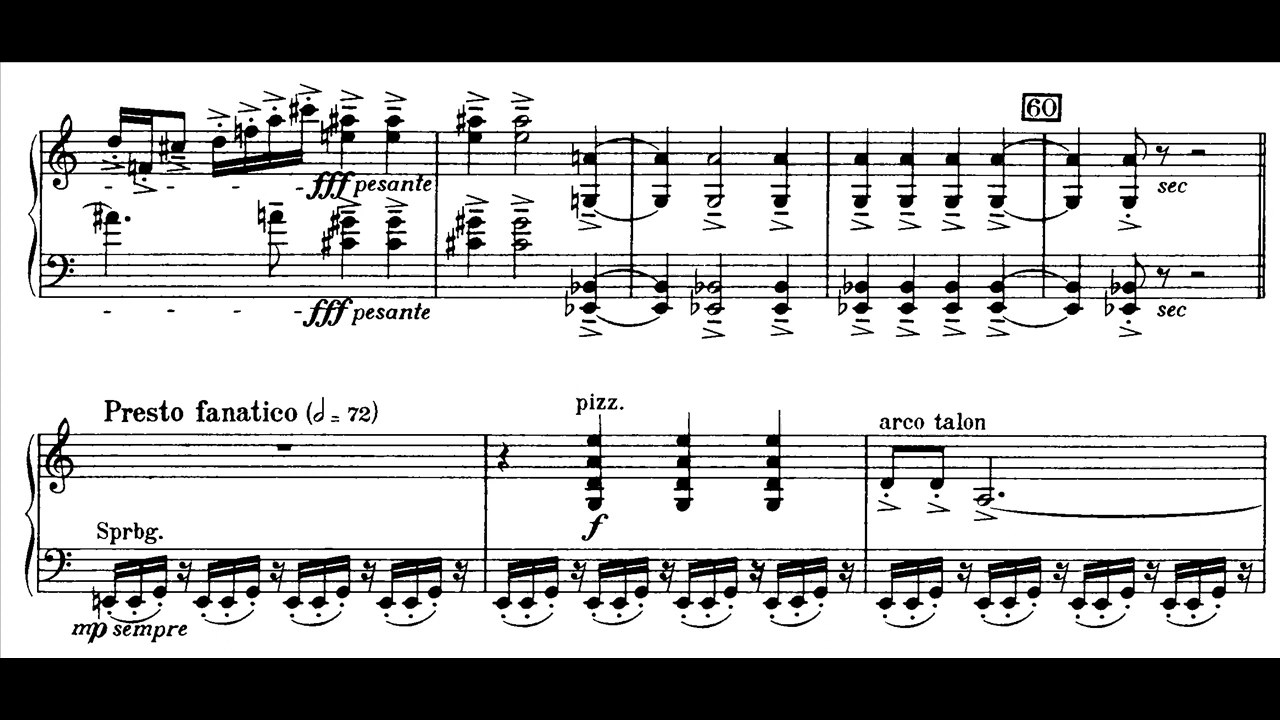 60
fff pesante
sec
fff pesante
sec
Presto fanatico (𝅗𝅥 = 72)
pizz.
arco talon
f
Sprbg.
mp sempre